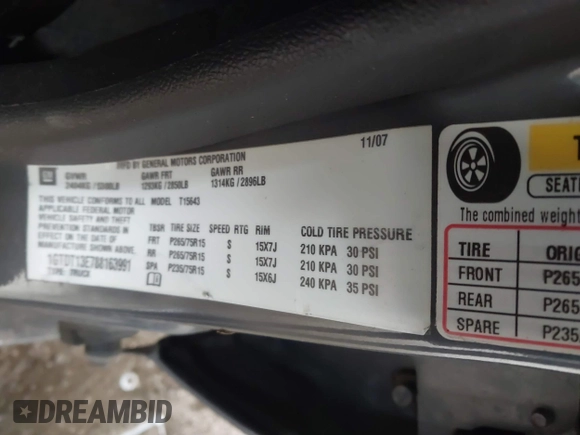 MFD BY GENERAL MOTORS CORPORATION
11/07
GM
GVWR GAWR FRT GAWR RR
1293KG / 2850LB 1314KG / 2896LB
THIS VEHICLE CONFORMS TO ALL MODEL T15643
APPLICABLE FEDERAL MOTOR
VEHICLE SAFETY AND THEFT
PREVENTION STANDARDS IN
EFFECT ON THE DATE OF
MANUFACTURE SHOWN ABOVE
TYPE: TRUCK
TIRE SIZE SPEED RTG RIM COLD TIRE PRESSURE
FRT P265/75R15 S 15X7J 210 KPA 30 PSI
RR P265/75R15 S 15X7J 210 KPA 30 PSI
SPA P235/75R15 S 15X6J 240 KPA 35 PSI
SEATI
The combined weight
TIRE ORIG
FRONT P265
REAR P265
SPARE P235
DREAMBID